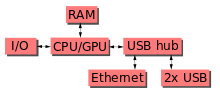 RAM
I/O CPU/GPU USB hub
Ethernet 2x USB